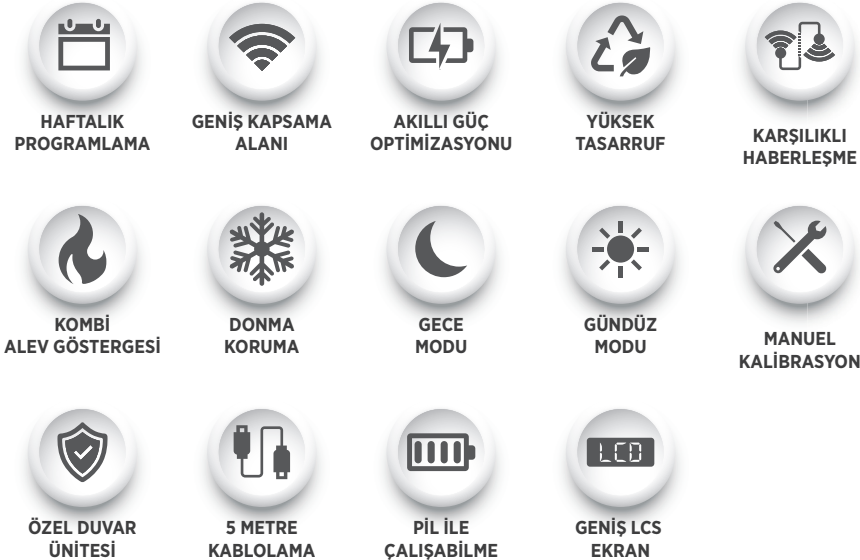 HAFTALIK
PROGRAMLAMA
GENİŞ KAPSAMA
ALANI
AKILLI GÜÇ
OPTİMİZASYONU
YÜKSEK
TASARRUF
KARŞILIKLI
HABERLEŞME
KOMBİ
ALEV GÖSTERGESİ
DONMA
KORUMA
GECE
MODU
GÜNDÜZ
MODU
MANUEL
KALİBRASYON
LCD
ÖZEL DUVAR
ÜNİTESİ
5 METRE
KABLOLAMA
PİL İLE
ÇALIŞABİLME
GENİŞ LCS
EKRAN